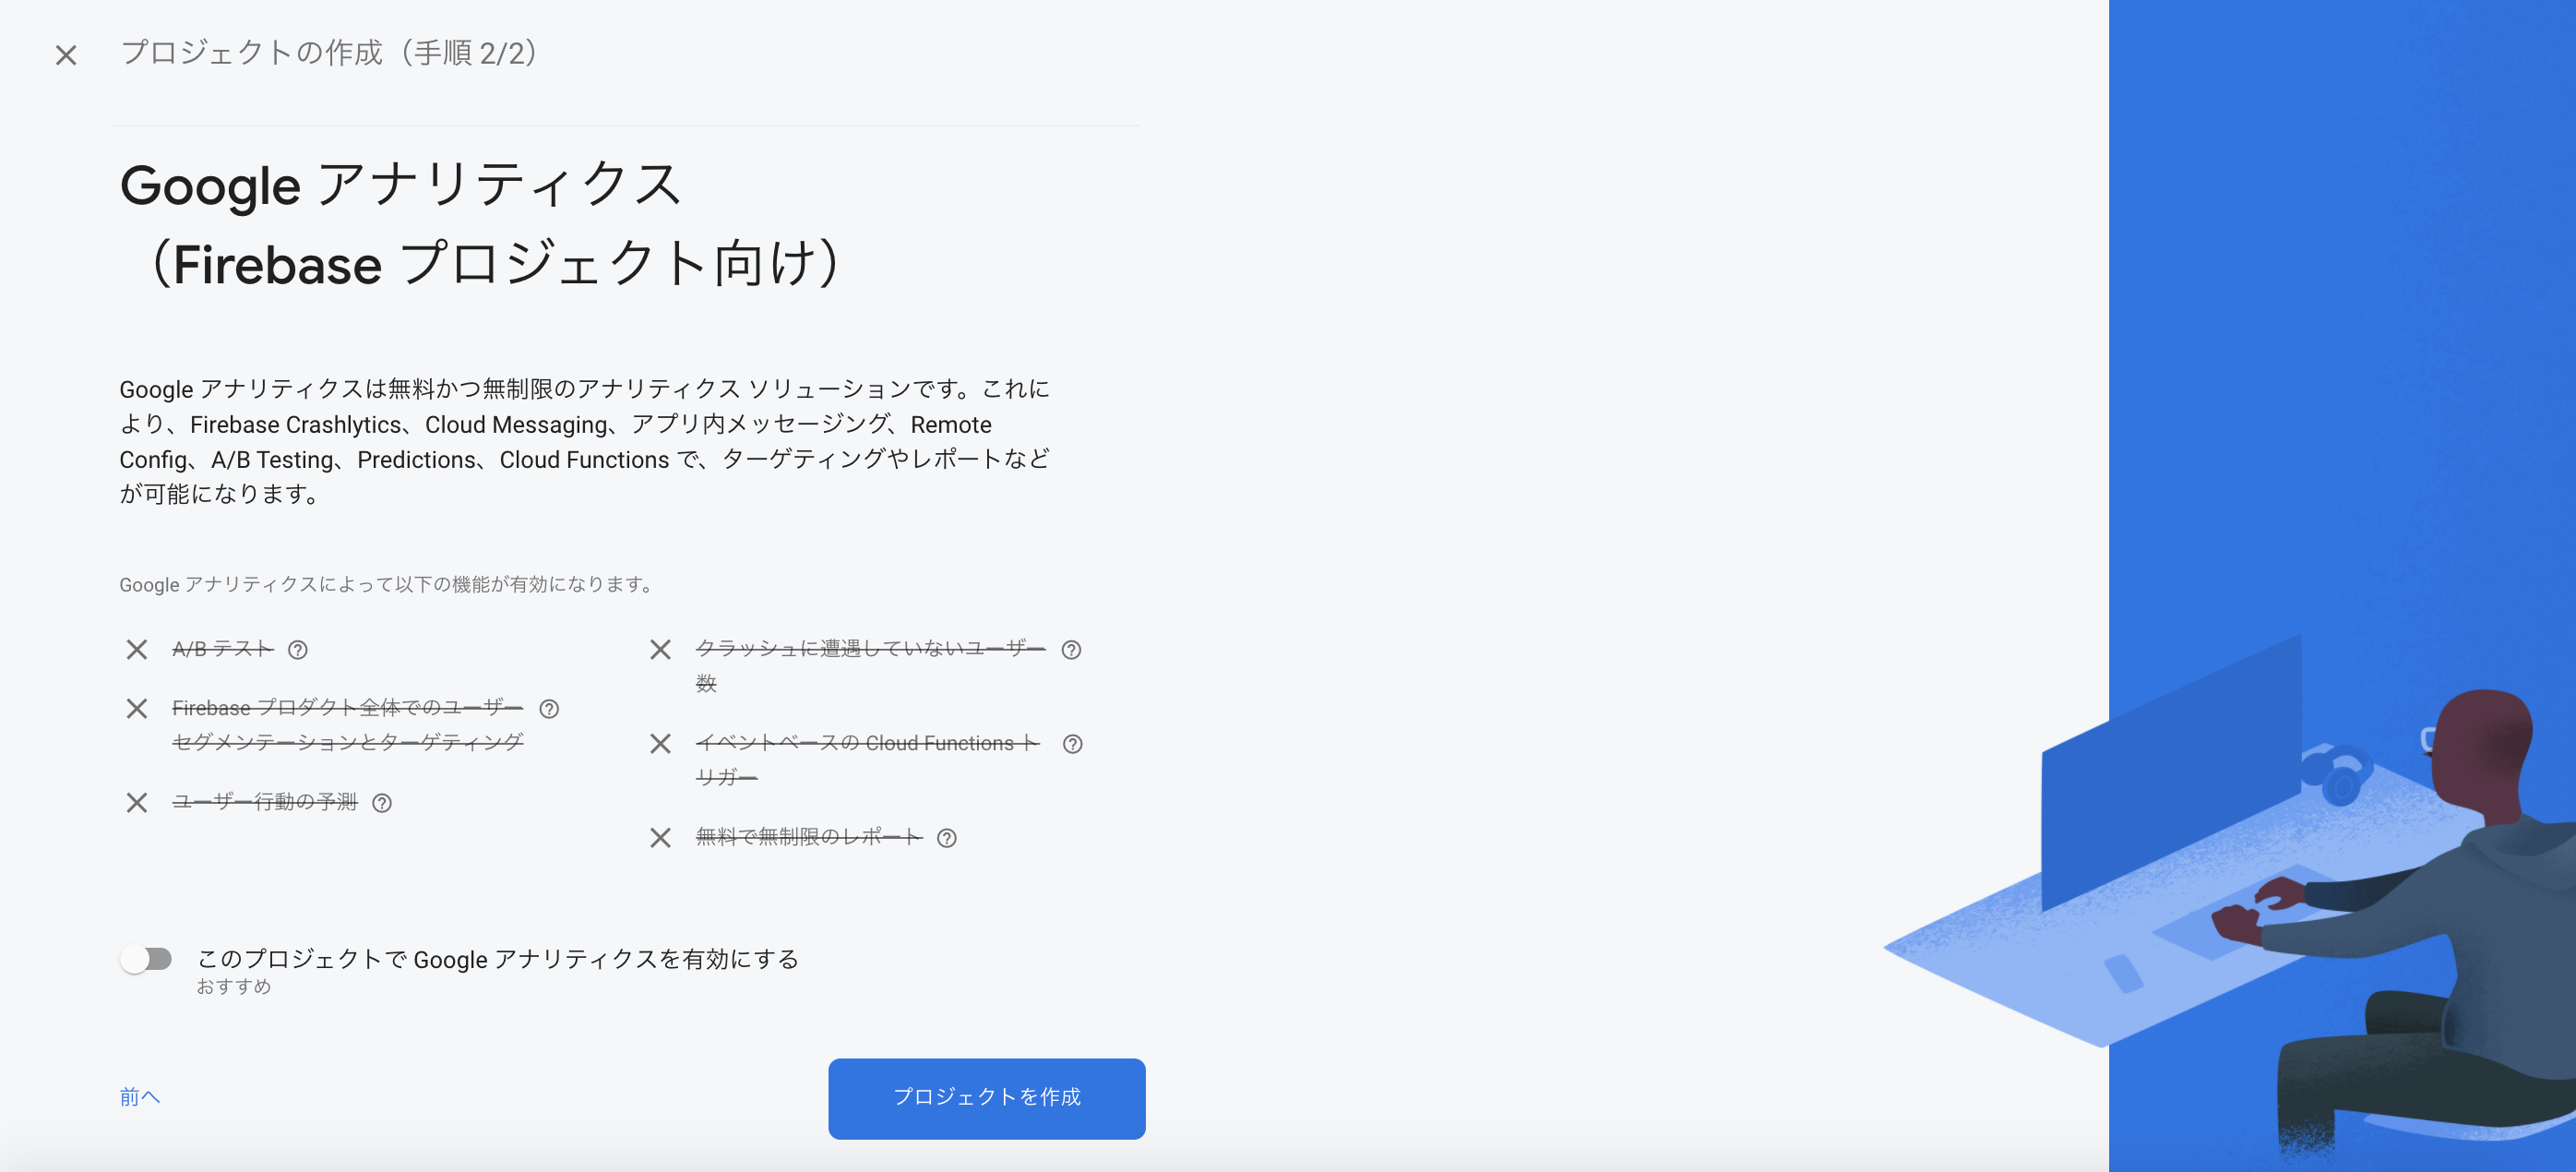 プロジェクトの作成（手順 2/2）
Google アナリティクス
（Firebase プロジェクト向け）
Google アナリティクスは無料かつ無制限のアナリティクス ソリューションです。これに
より、Firebase Crashlytics、Cloud Messaging、アプリ内メッセージング、Remote
Config、A/B Testing、Predictions、Cloud Functions で、ターゲティングやレポートなど
が可能になります。
Google アナリティクスによって以下の機能が有効になります。
A/B テスト
Firebase プロダクト全体でのユーザー
セグメンテーションとターゲティング
ユーザー行動の予測
クラッシュに遭遇していないユーザー
数
イベントベースの Cloud Functions ト
リガー
無料で無制限のレポート
このプロジェクトで Google アナリティクスを有効にする
おすすめ
前へ
プロジェクトを作成